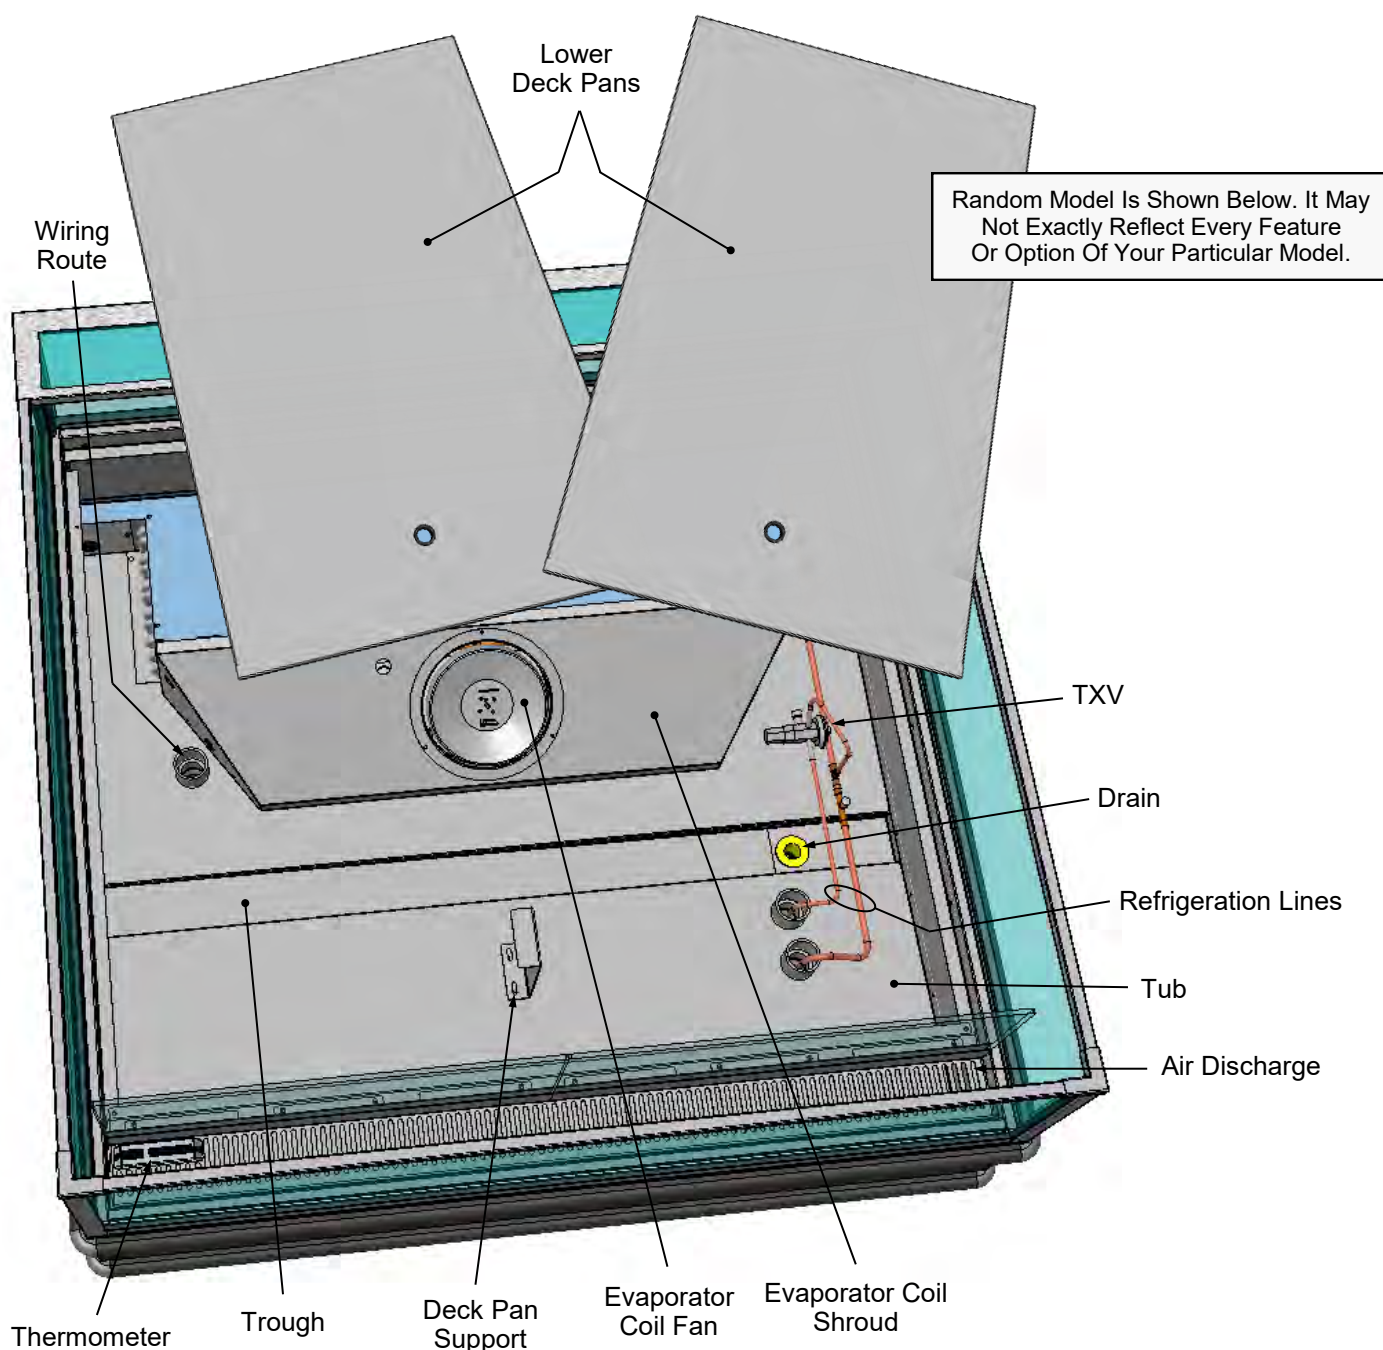 Lower
Deck Pans
Random Model Is Shown Below. It May
Not Exactly Reflect Every Feature
Or Option Of Your Particular Model.
Wiring
Route
TXV
Drain
Refrigeration Lines
Tub
Air Discharge
Thermometer
Trough
Deck Pan
Support
Evaporator
Coil Fan
Evaporator Coil
Shroud